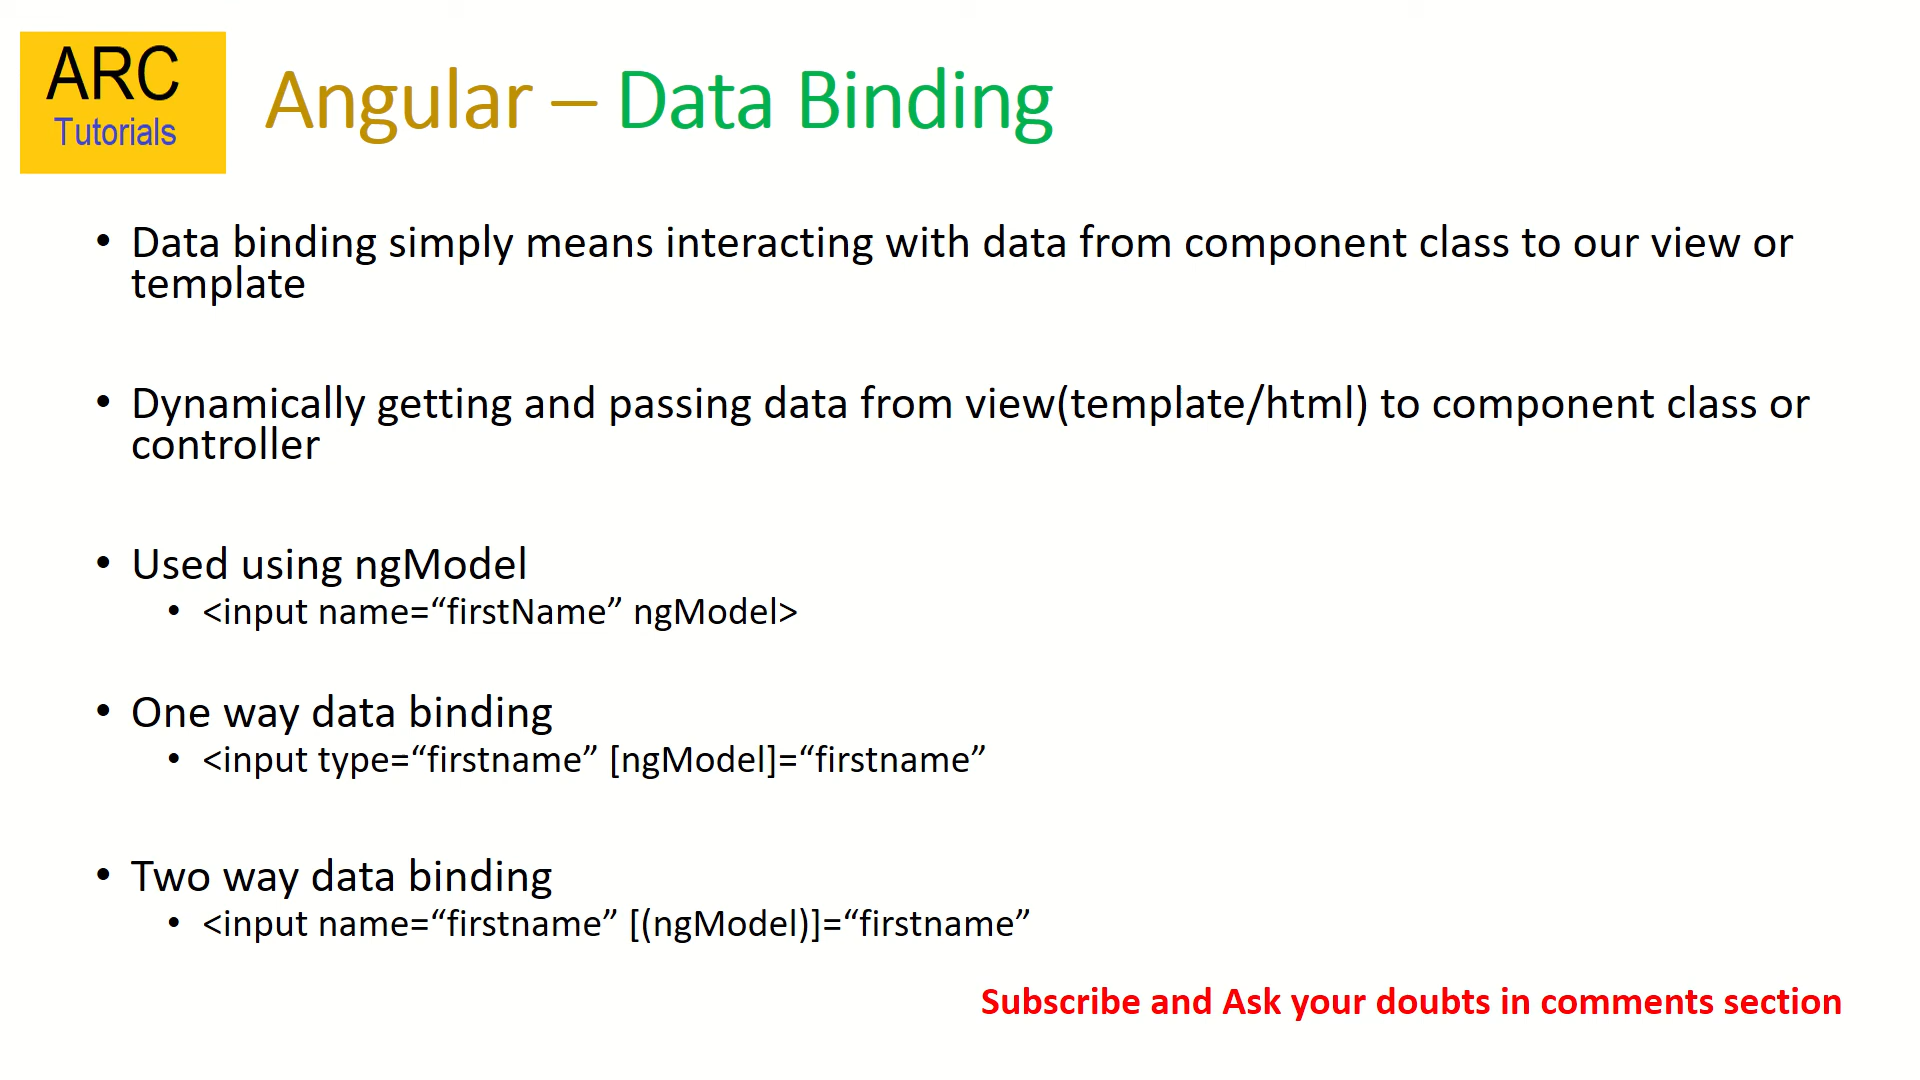 ARC
Tutorials
Angular – Data Binding
• Data binding simply means interacting with data from component class to our view or
template
• Dynamically getting and passing data from view(template/html) to component class or
controller
• Used using ngModel
• <input name=“firstName” ngModel>
• One way data binding
• <input type=“firstname” [ngModel]=“firstname”
• Two way data binding
• <input name=“firstname” [(ngModel)]=“firstname”
Subscribe and Ask your doubts in comments section